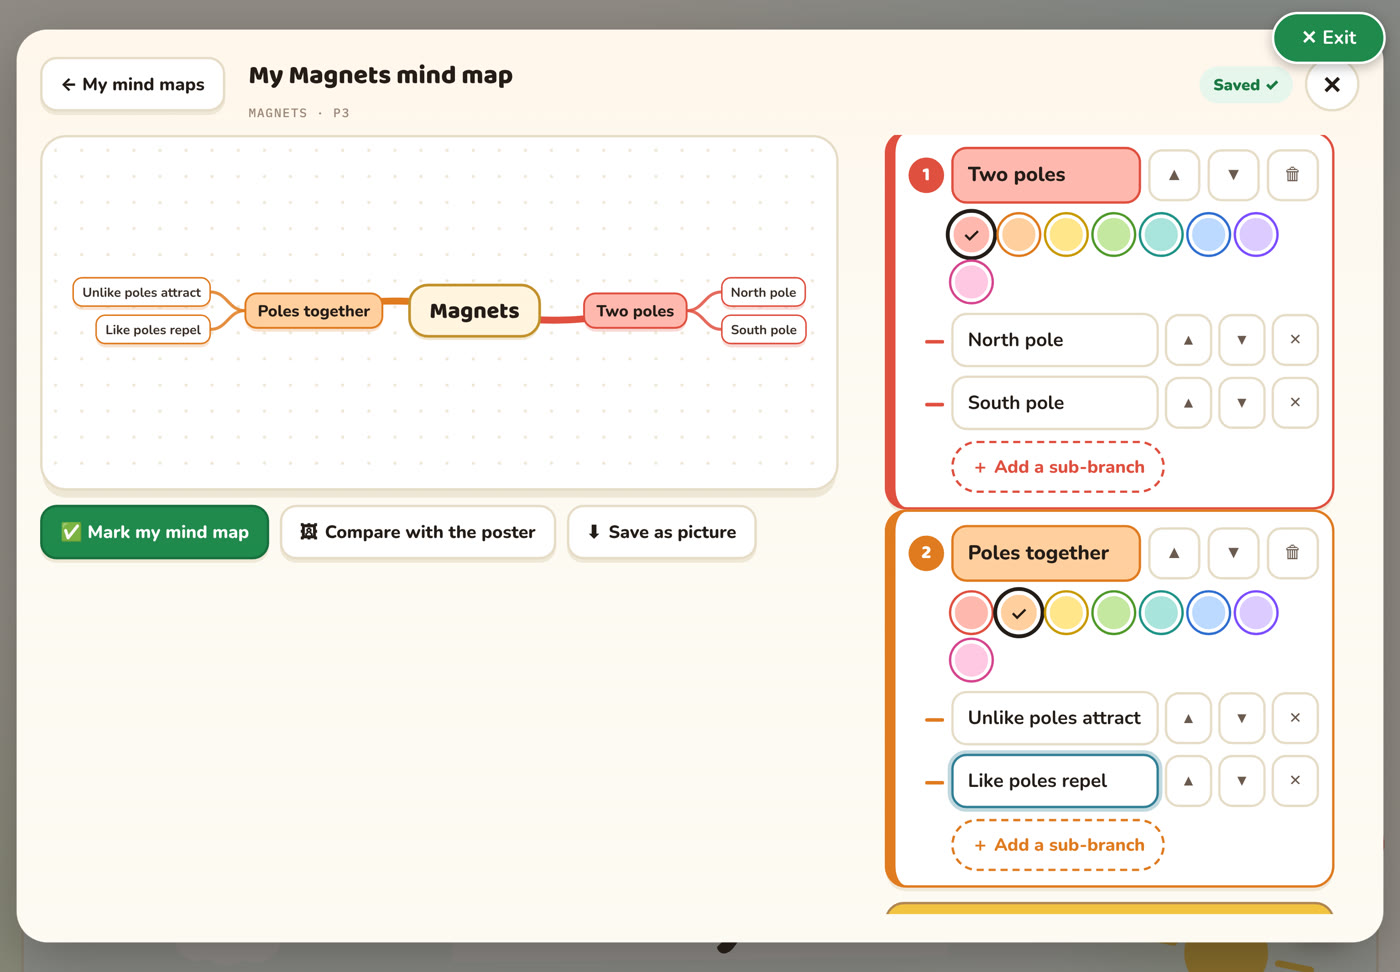 ✕ Exit
← My mind maps
My Magnets mind map
MAGNETS · P3
Saved ✓
✕
Unlike poles attract
Like poles repel
Poles together
Magnets
Two poles
North pole
South pole
✅ Mark my mind map
🖼 Compare with the poster
⬇ Save as picture
1 Two poles ▲ ▼ 🗑
✓
North pole ▲ ▼ ✕
South pole ▲ ▼ ✕
+ Add a sub-branch
2 Poles together ▲ ▼ 🗑
✓
Unlike poles attract ▲ ▼ ✕
Like poles repel ▲ ▼ ✕
+ Add a sub-branch